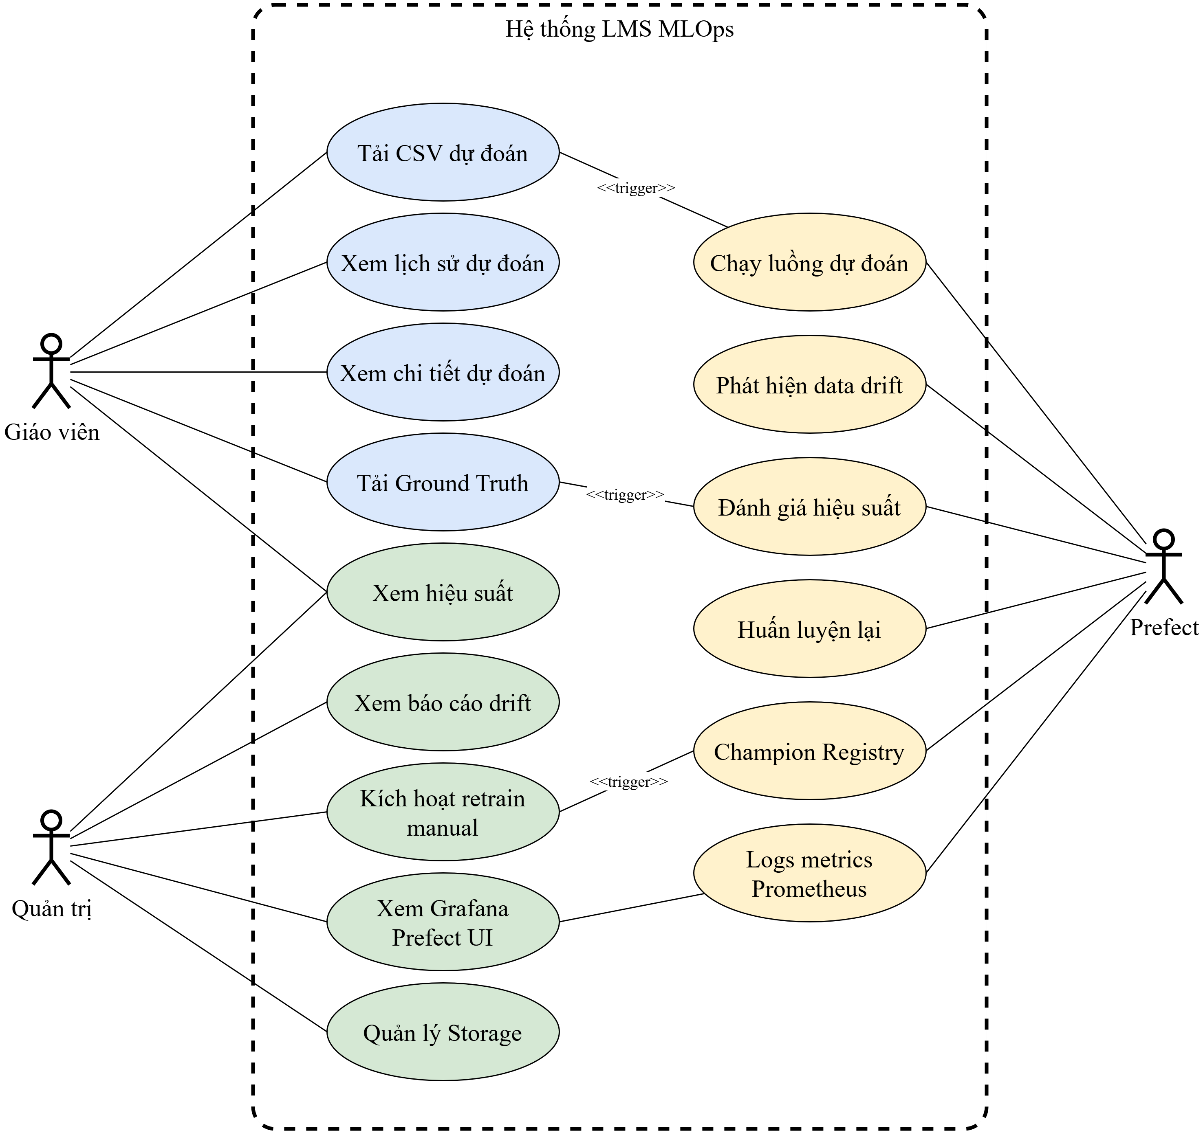 Hệ thống LMS MLOps
Tải CSV dự đoán
<<trigger>>
Xem lịch sử dự đoán
Chạy luồng dự đoán
Xem chi tiết dự đoán
Phát hiện data drift
Giáo viên
Tải Ground Truth
<<trigger>>
Đánh giá hiệu suất
Xem hiệu suất
Huấn luyện lại
Prefect
Xem báo cáo drift
Champion Registry
<<trigger>>
Kích hoạt retrain
manual
Logs metrics
Prometheus
Quản trị
Xem Grafana
Prefect UI
Quản lý Storage